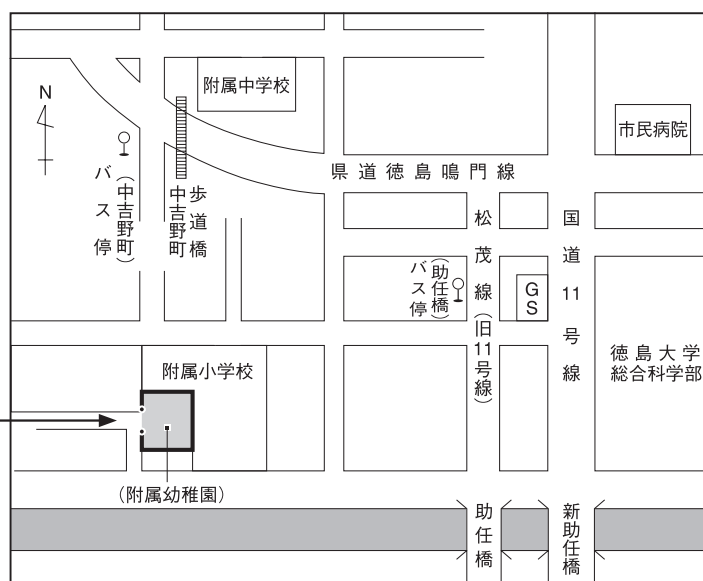 附属中学校
N
市民病院
バス停
(中吉野町)
中吉野町
歩道橋
県道徳島鳴門線
松茂線(旧11号線)
国道11号線
バス停
(助任橋)
GS
徳島大学
総合科学部
附属小学校
(附属幼稚園)
助任橋
新助任橋